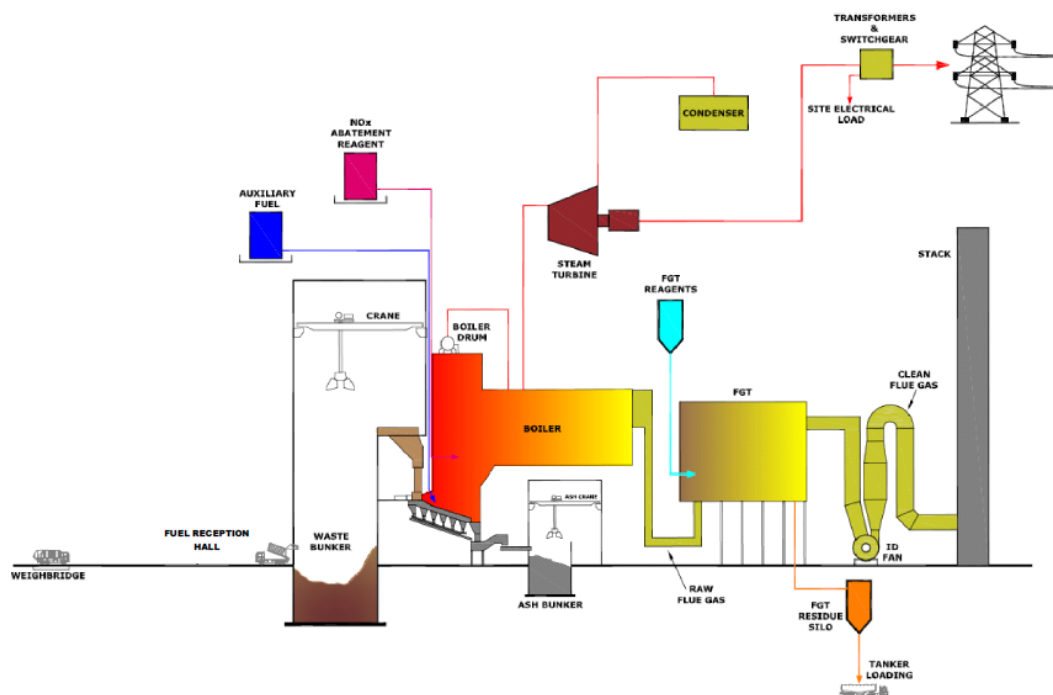 TRANSFORMERS
&
SWITCHGEAR
SITE ELECTRICAL
LOAD
CONDENSER
NOx
ABATEMENT
REAGENT
AUXILIARY
FUEL
STEAM
TURBINE
STACK
FGT
REAGENTS
CRANE
BOILER
DRUM
CLEAN
FLUE GAS
FGT
BOILER
ASH CRANE
FUEL RECEPTION
HALL
WASTE
BUNKER
ID
FAN
WEIGHBRIDGE
RAW
FLUE GAS
ASH BUNKER
FGT
RESIDUE
SILO
TANKER
LOADING